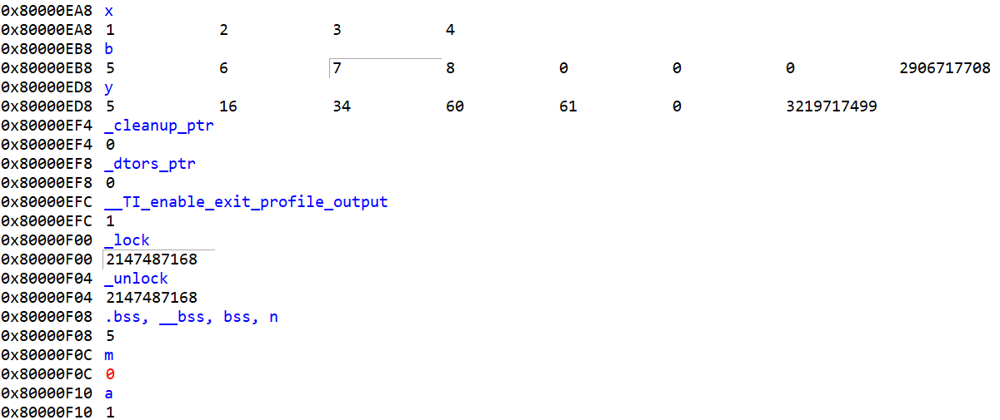 0x80000EA8 x
0x80000EA8 1 2 3 4
0x80000EB8 b
0x80000EB8 5 6 7 8 0 0 0 2906717708
0x80000ED8 y
0x80000ED8 5 16 34 60 61 0 3219717499
0x80000EF4 _cleanup_ptr
0x80000EF4 0
0x80000EF8 _dtors_ptr
0x80000EF8 0
0x80000EFC __TI_enable_exit_profile_output
0x80000EFC 1
0x80000F00 _lock
0x80000F00 2147487168
0x80000F04 _unlock
0x80000F04 2147487168
0x80000F08 .bss, __bss, bss, n
0x80000F08 5
0x80000F0C m
0x80000F0C 0
0x80000F10 a
0x80000F10 1